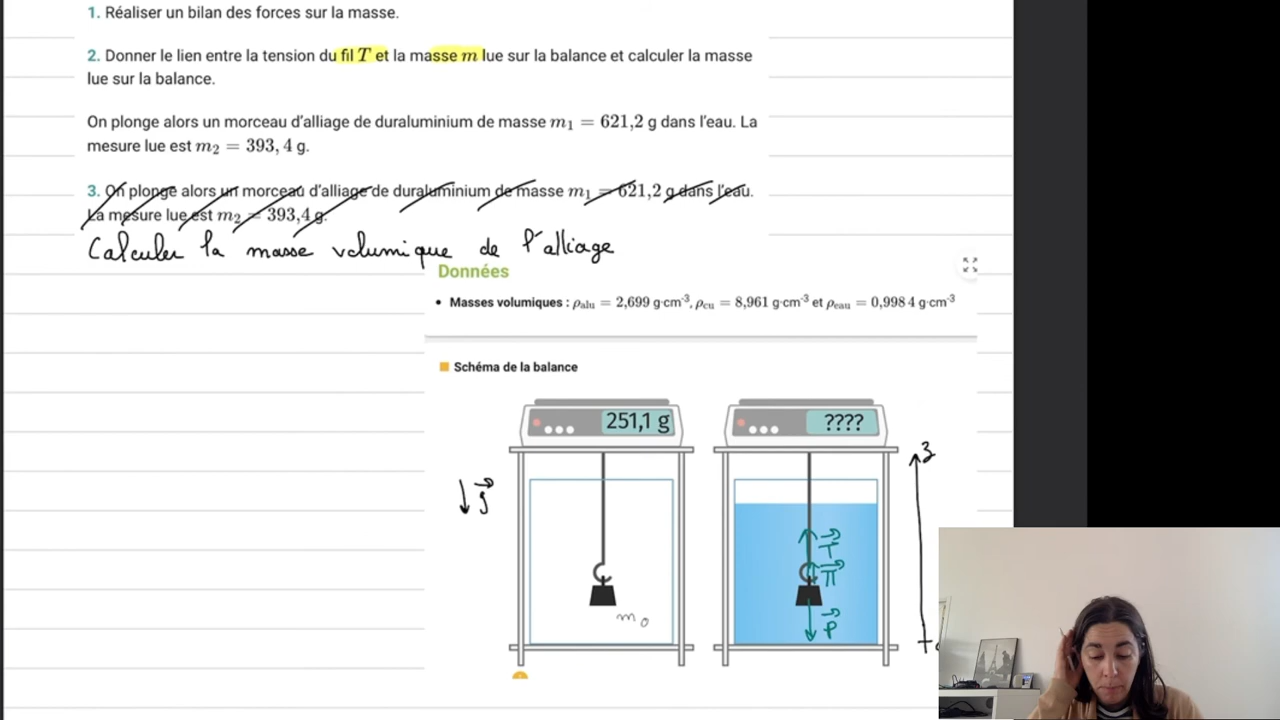 1. Réaliser un bilan des forces sur la masse.
2. Donner le lien entre la tension du fil T et la masse m lue sur la balance et calculer la masse
lue sur la balance.
On plonge alors un morceau d'alliage de duraluminium de masse m₁ = 621,2 g dans l'eau. La
mesure lue est m₂ = 393, 4 g.
3. On plonge alors un morceau d'alliage de duraluminium de masse m₁ = 621,2 g dans l'eau.
La mesure lue est m₂ = 393,4 g.
Calculer la masse volumique de l'alliage
Données
• Masses volumiques : ρalu = 2,699 g·cm⁻³, ρcu = 8,961 g·cm⁻³ et ρeau = 0,998 4 g·cm⁻³
Schéma de la balance
251,1 g
????
z
g
T
π
m₀
P